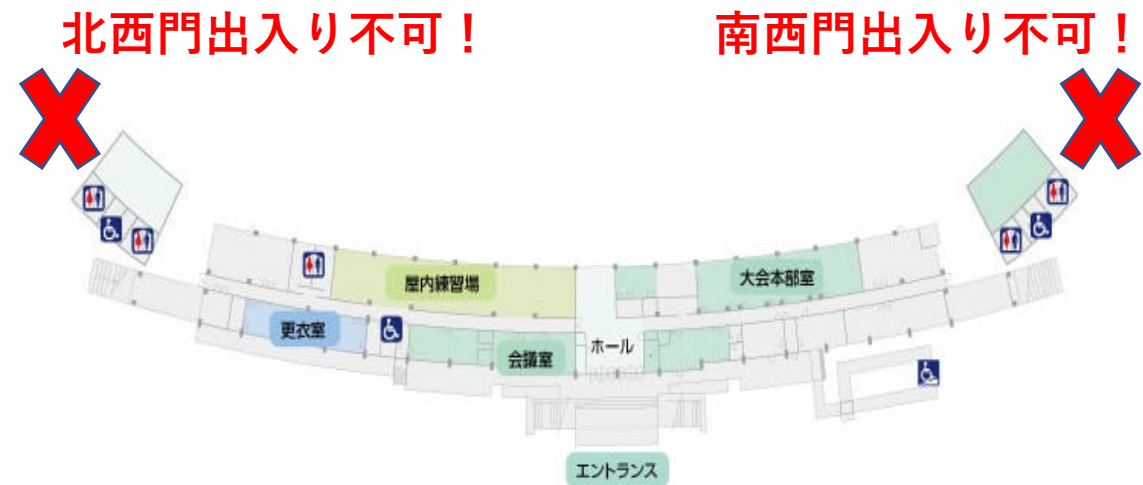 北西門出入り不可！
南西門出入り不可！
屋内練習場
大会本部室
更衣室
会議室
ホール
エントランス